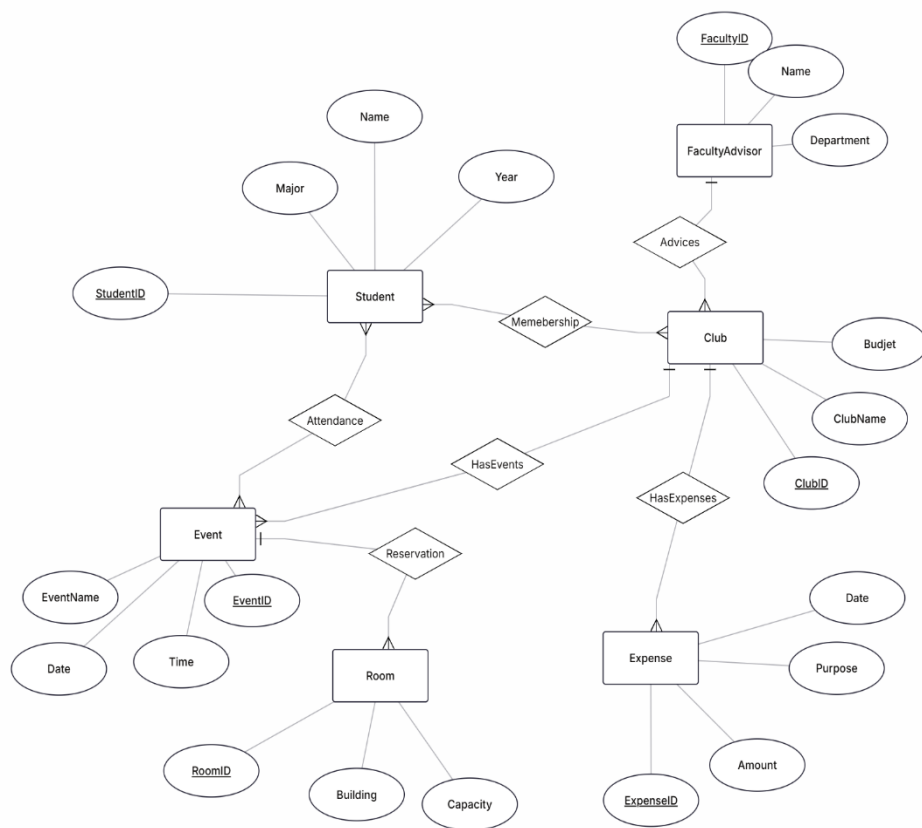 FacultyID
Name
FacultyAdvisor
Department
Name
Major
Year
Advices
StudentID
Student
Memebership
Club
Budjet
Attendance
ClubName
HasEvents
ClubID
HasExpenses
Event
Reservation
EventName
EventID
Date
Time
Room
Expense
Date
Purpose
RoomID
Building
Capacity
Amount
ExpenseID